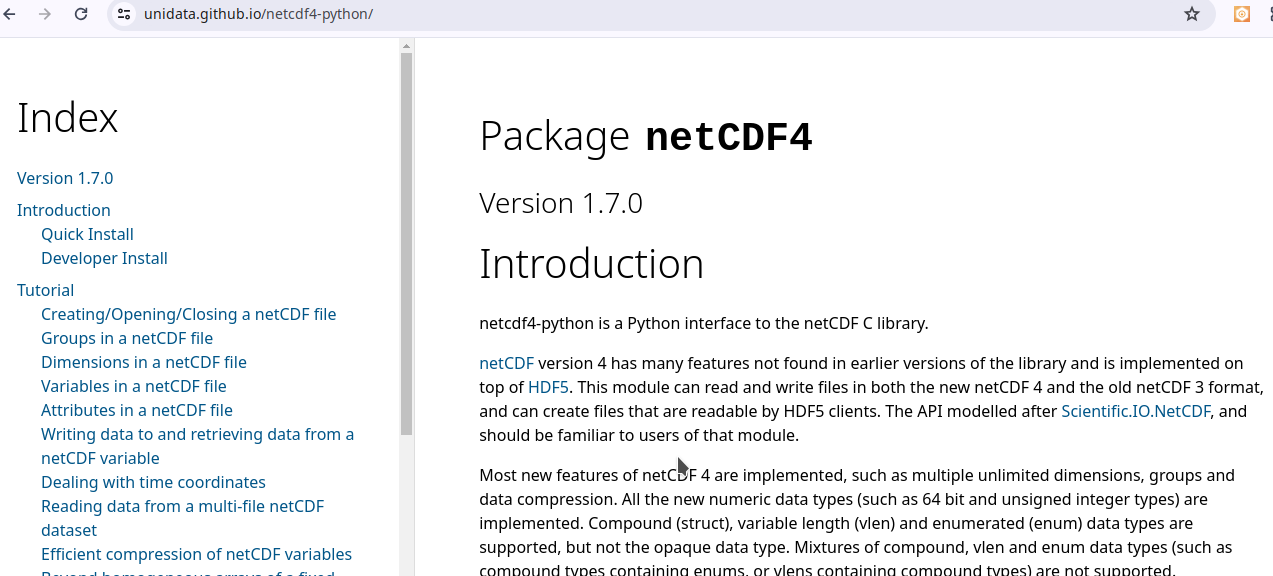 unidata.github.io/netcdf4-python/
Index
Version 1.7.0
Introduction
Quick Install
Developer Install
Tutorial
Creating/Opening/Closing a netCDF file
Groups in a netCDF file
Dimensions in a netCDF file
Variables in a netCDF file
Attributes in a netCDF file
Writing data to and retrieving data from a
netCDF variable
Dealing with time coordinates
Reading data from a multi-file netCDF
dataset
Efficient compression of netCDF variables
Beyond homogeneous arrays of a fixed
Package netCDF4
Version 1.7.0
Introduction
netcdf4-python is a Python interface to the netCDF C library.
netCDF version 4 has many features not found in earlier versions of the library and is implemented on
top of HDF5. This module can read and write files in both the new netCDF 4 and the old netCDF 3 format,
and can create files that are readable by HDF5 clients. The API modelled after Scientific.IO.NetCDF, and
should be familiar to users of that module.
Most new features of netCDF 4 are implemented, such as multiple unlimited dimensions, groups and
data compression. All the new numeric data types (such as 64 bit and unsigned integer types) are
implemented. Compound (struct), variable length (vlen) and enumerated (enum) data types are
supported, but not the opaque data type. Mixtures of compound, vlen and enum data types (such as
compound types containing enums, or vlens containing compound types) are not supported.